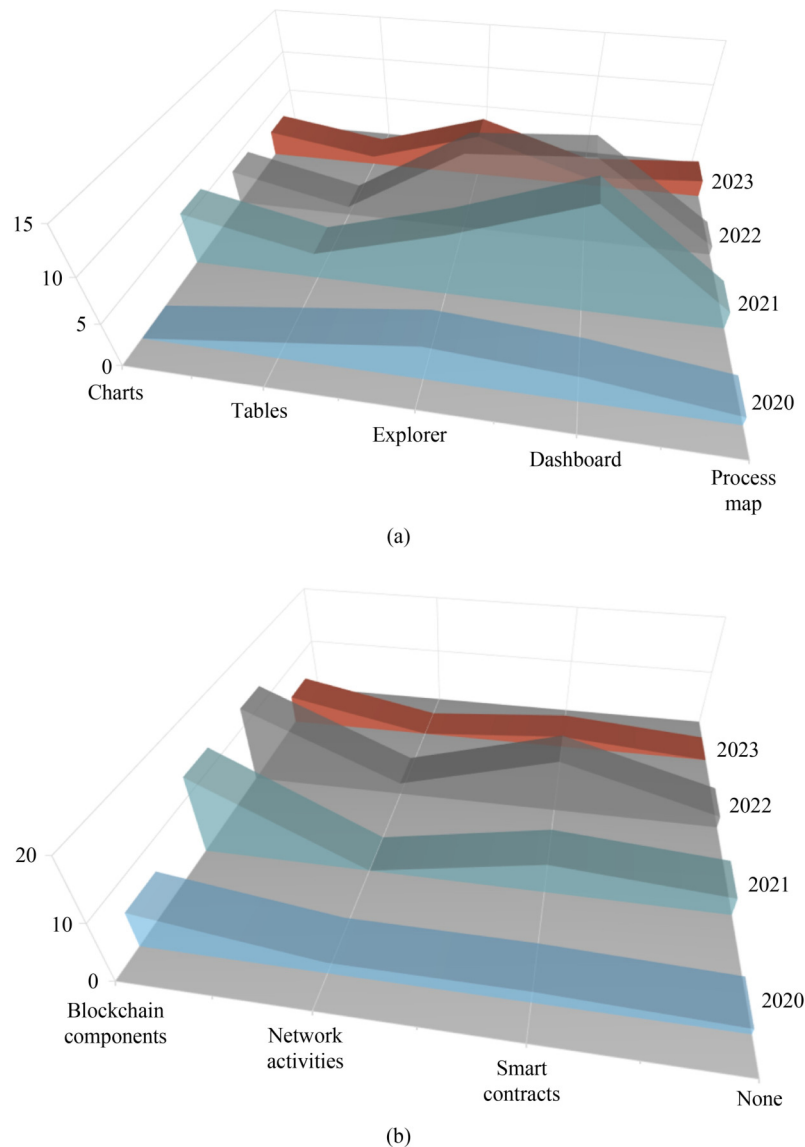 2023
2022
2021
2020
15
10
5
0
Charts
Tables
Explorer
Dashboard
Process
map
(a)
2023
2022
2021
2020
20
10
0
Blockchain
components
Network
activities
Smart
contracts
None
(b)